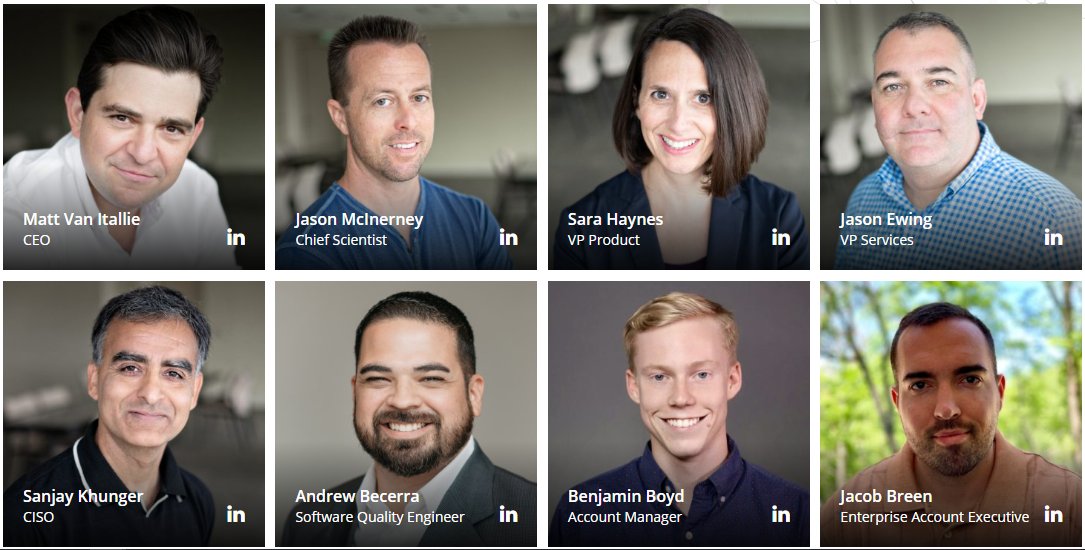 Matt Van Itallie
CEO
in
Jason McInerney
Chief Scientist
in
Sara Haynes
VP Product
in
Jason Ewing
VP Services
in
Sanjay Khunger
CISO
in
Andrew Becerra
Software Quality Engineer
in
Benjamin Boyd
Account Manager
in
Jacob Breen
Enterprise Account Executive
in